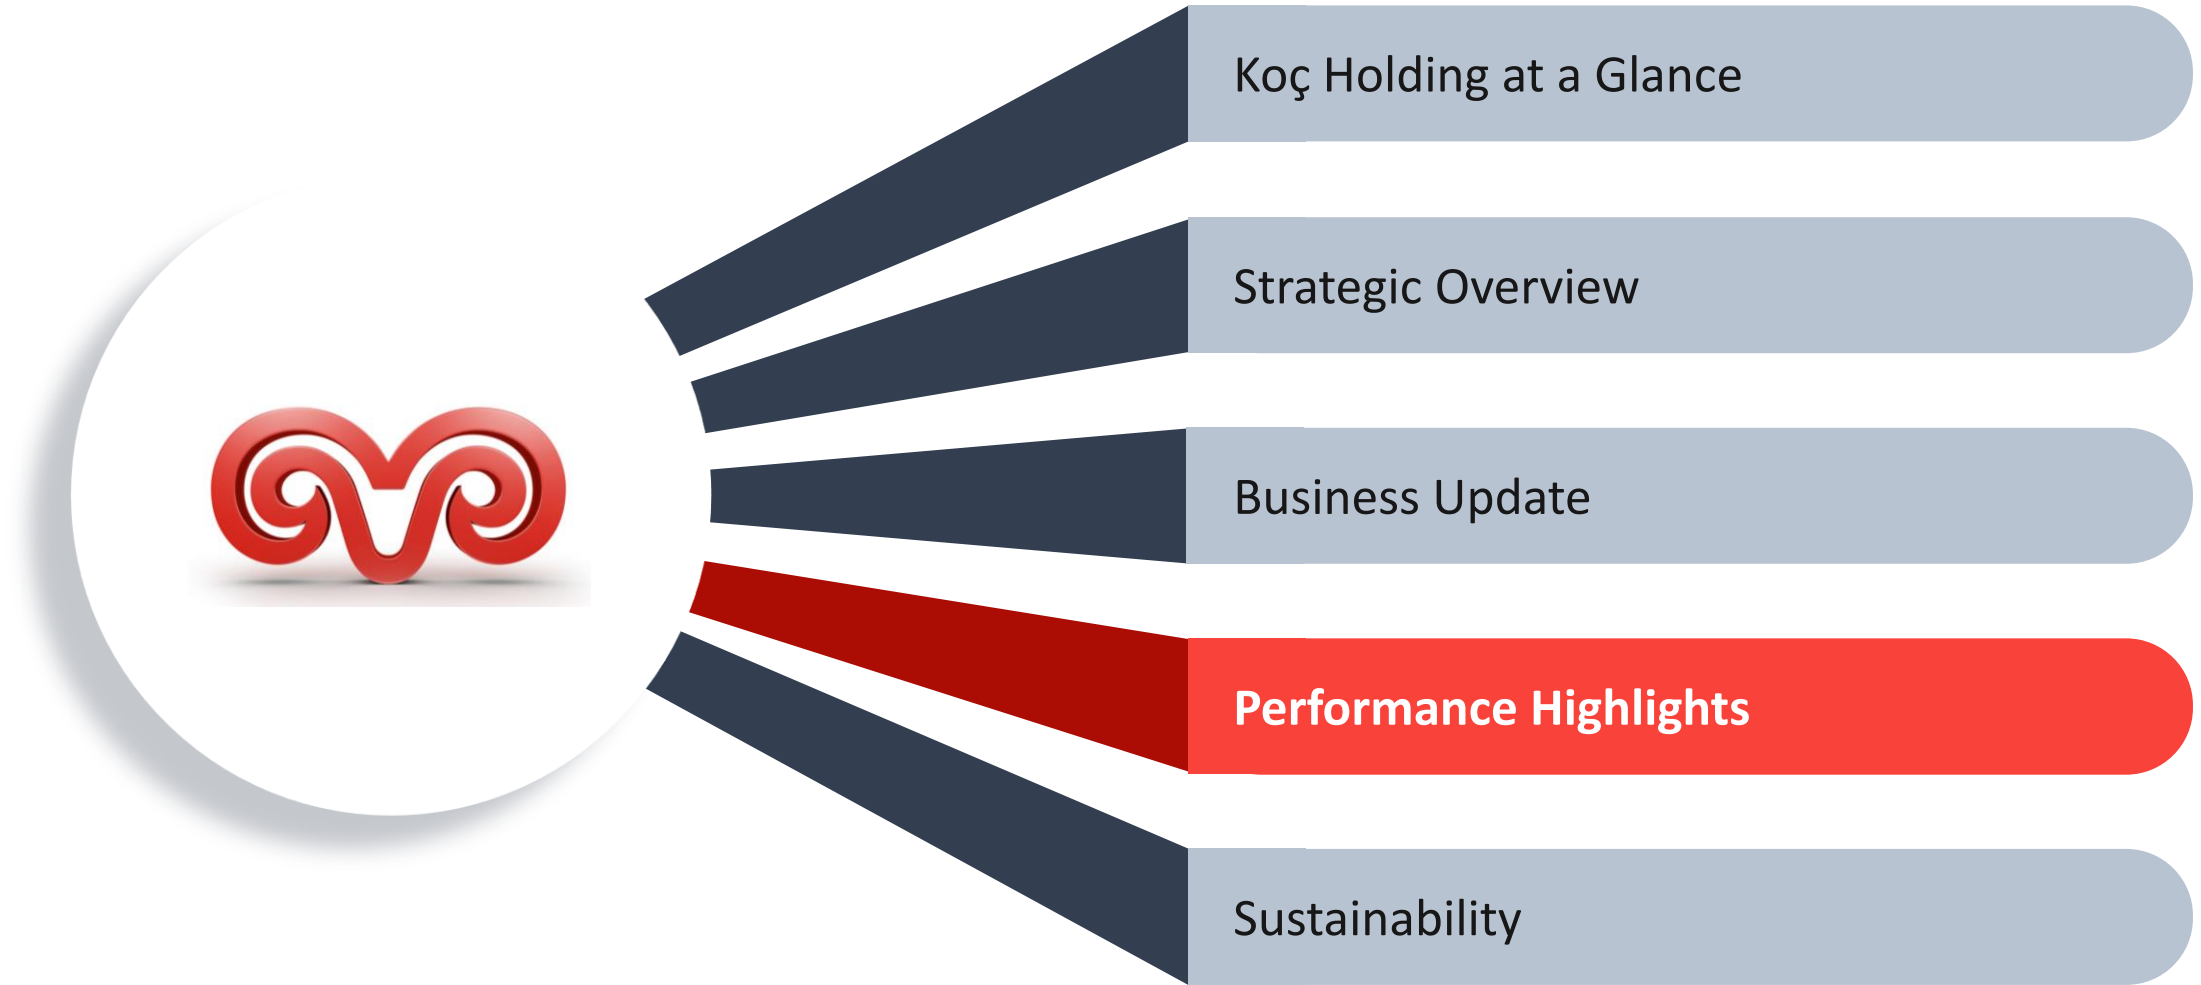 Koç Holding at a Glance
Strategic Overview
Business Update
Performance Highlights
Sustainability